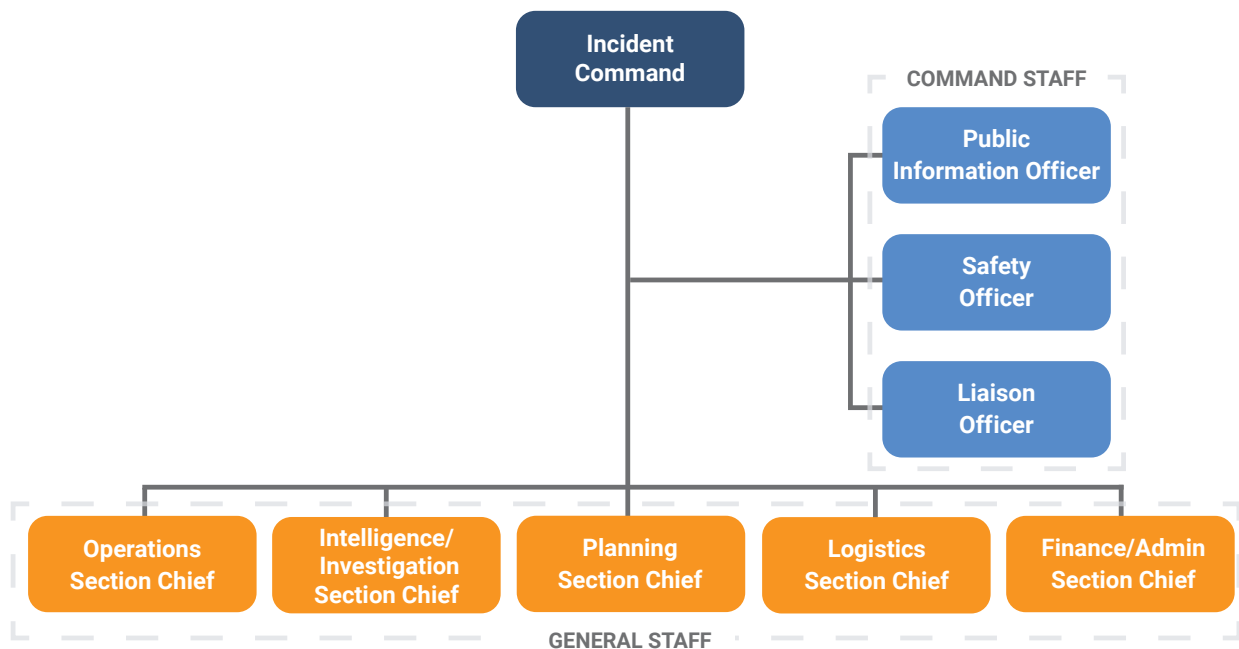 Incident
Command
COMMAND STAFF
Public
Information Officer
Safety
Officer
Liaison
Officer
Operations
Section Chief
Intelligence/
Investigation
Section Chief
Planning
Section Chief
Logistics
Section Chief
Finance/Admin
Section Chief
GENERAL STAFF